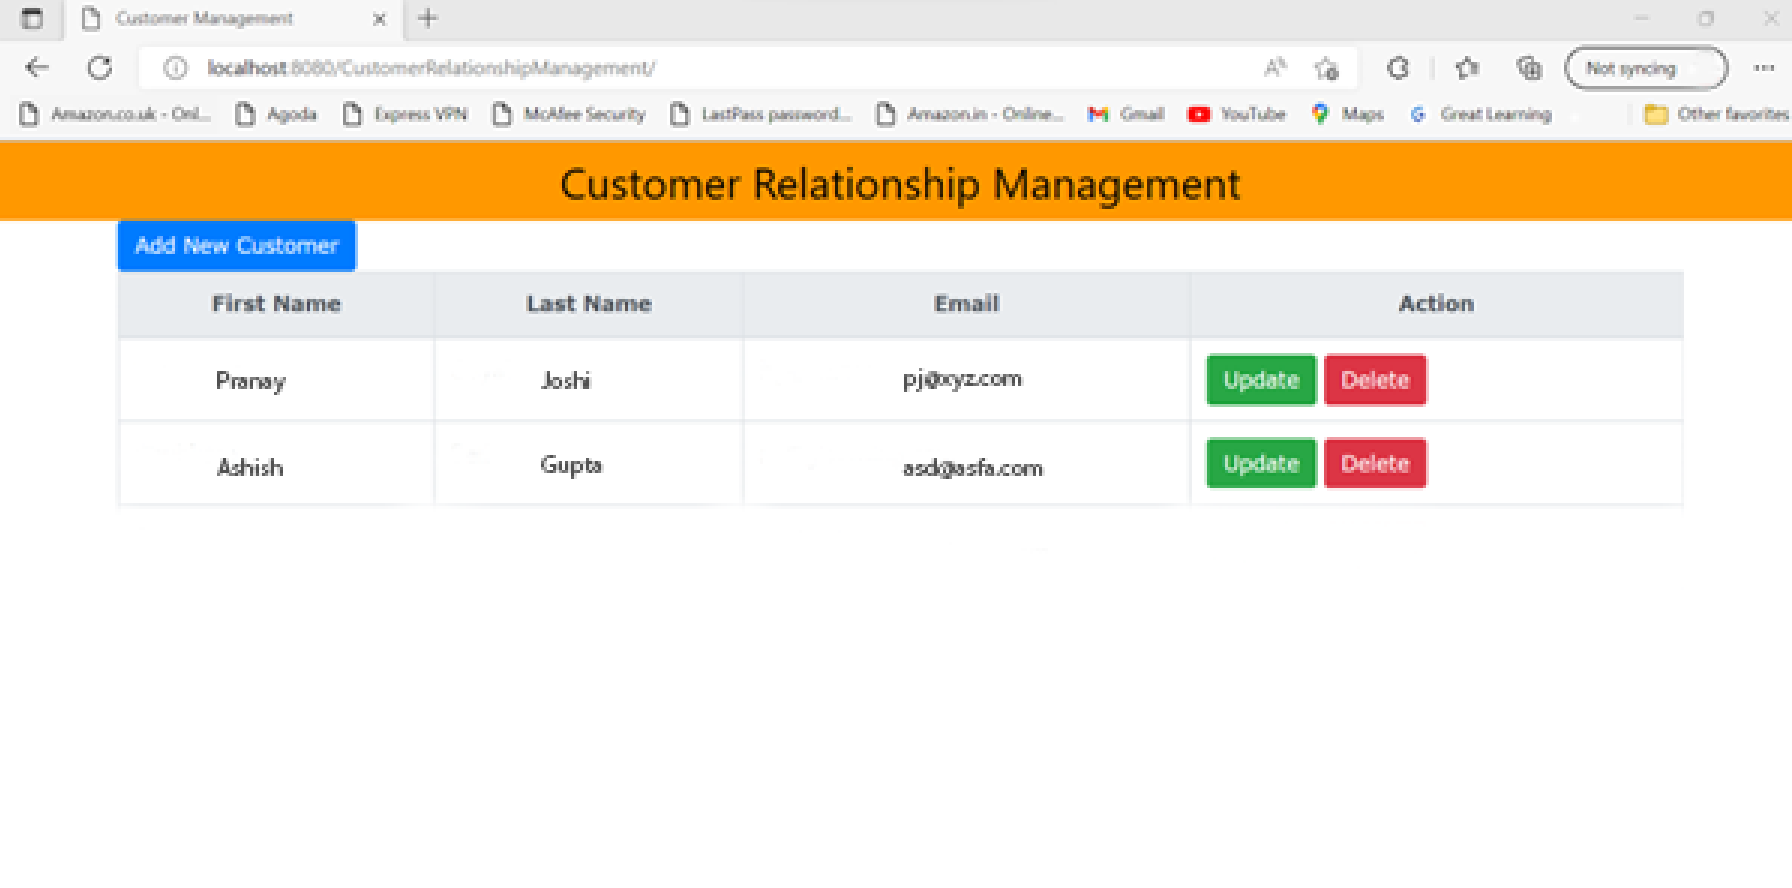 Customer Management
localhost:8080/CustomerRelationshipManagement/
Not syncing
Amazon.co.uk - Onl... Agoda Express VPN McAfee Security LastPass password... Amazon.in - Online... Gmail YouTube Maps Great Learning Other favorites
Customer Relationship Management
Add New Customer
First Name Last Name Email Action
Pranay Joshi pj@xyz.com Update Delete
Ashish Gupta asd@asfa.com Update Delete